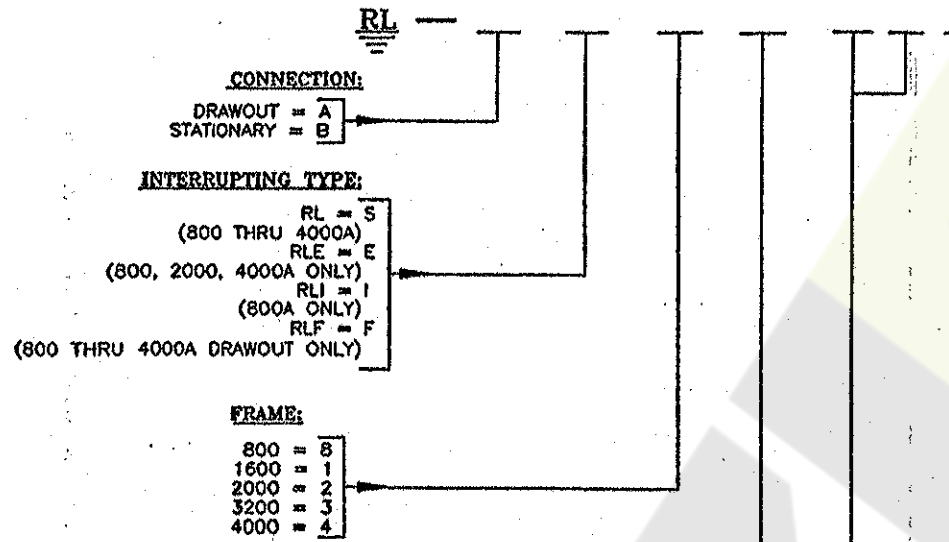 RL —
CONNECTION:
DRAWOUT = A
STATIONARY = B
INTERRUPTING TYPE:
RL = S
(800 THRU 4000A)
RLE = E
(800, 2000, 4000A ONLY)
RLI = I
(800A ONLY)
RLF = F
(800 THRU 4000A DRAWOUT ONLY)
FRAME:
800 = 8
1600 = 1
2000 = 2
3200 = 3
4000 = 4